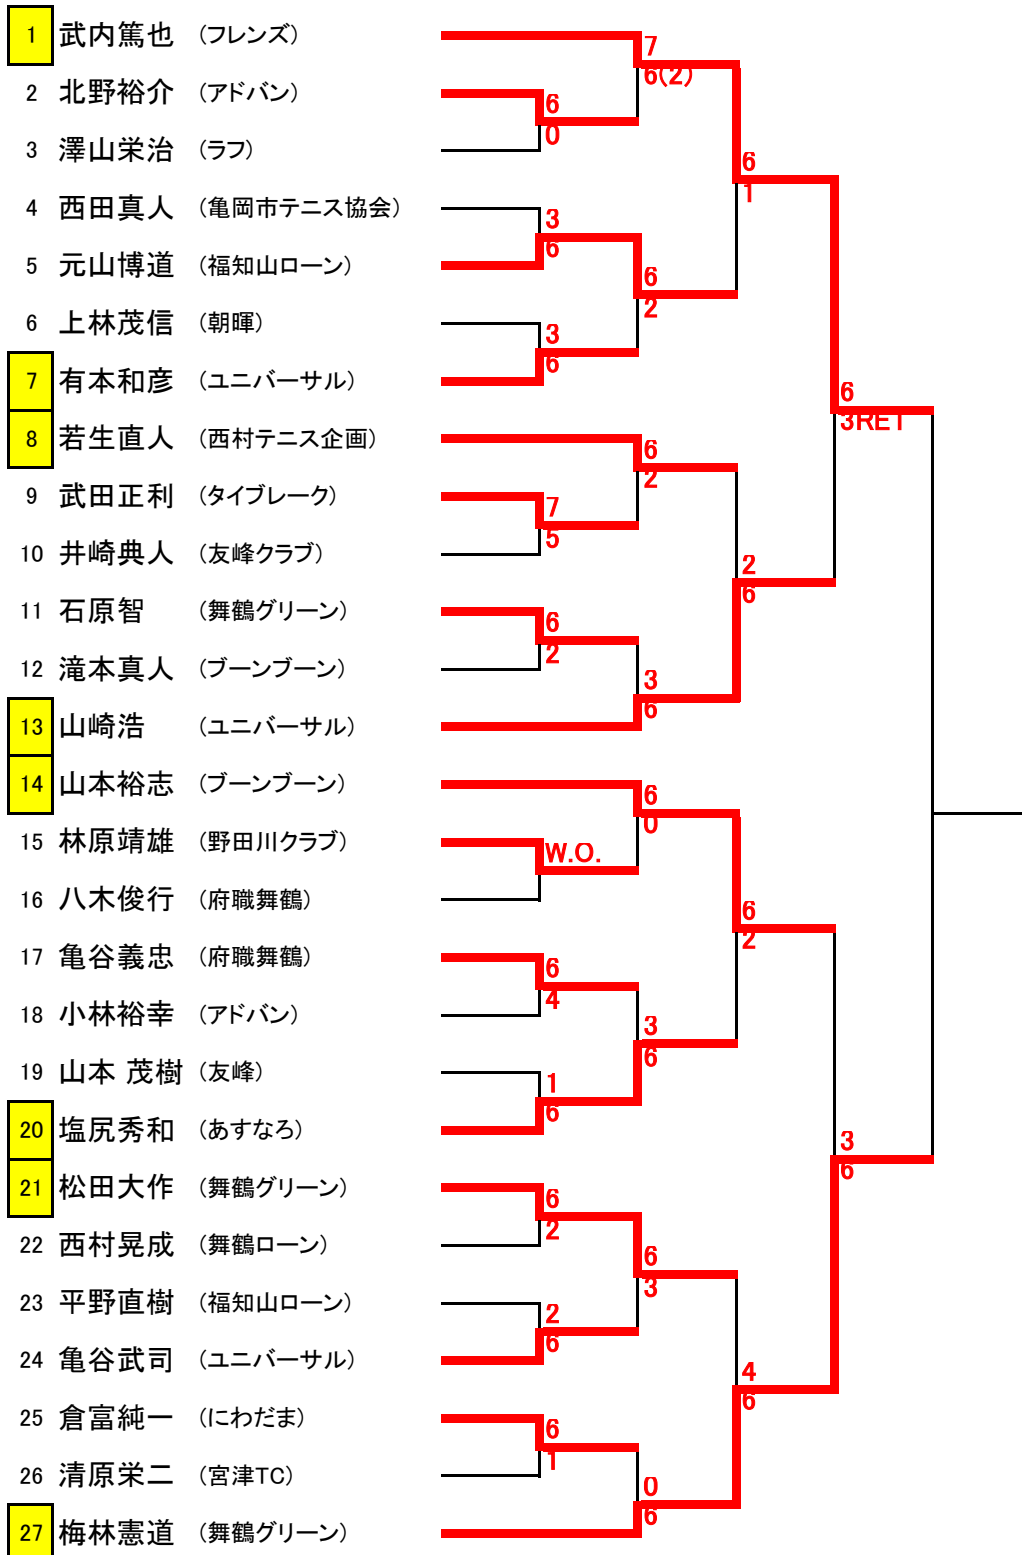 1 武内篤也 (フレンズ)
7
6(2)
2 北野裕介 (アドバン)
6
0
3 澤山栄治 (ラフ)
6
1
4 西田真人 (亀岡市テニス協会)
3
6
5 元山博道 (福知山ローン)
6
2
6 上林茂信 (朝暉)
3
6
7 有本和彦 (ユニバーサル)
6
3RET
8 若生直人 (西村テニス企画)
6
2
9 武田正利 (タイブレーク)
7
5
10 井崎典人 (友峰クラブ)
2
6
11 石原智 (舞鶴グリーン)
6
2
12 滝本真人 (ブーンブーン)
3
6
13 山崎浩 (ユニバーサル)
14 山本裕志 (ブーンブーン)
6
0
15 林原靖雄 (野田川クラブ)
W.O.
16 八木俊行 (府職舞鶴)
6
2
17 亀谷義忠 (府職舞鶴)
6
4
18 小林裕幸 (アドバン)
3
6
19 山本 茂樹 (友峰)
1
6
20 塩尻秀和 (あすなろ)
3
6
21 松田大作 (舞鶴グリーン)
6
2
22 西村晃成 (舞鶴ローン)
6
3
23 平野直樹 (福知山ローン)
2
6
24 亀谷武司 (ユニバーサル)
4
6
25 倉富純一 (にわだま)
6
1
26 清原栄二 (宮津TC)
0
6
27 梅林憲道 (舞鶴グリーン)